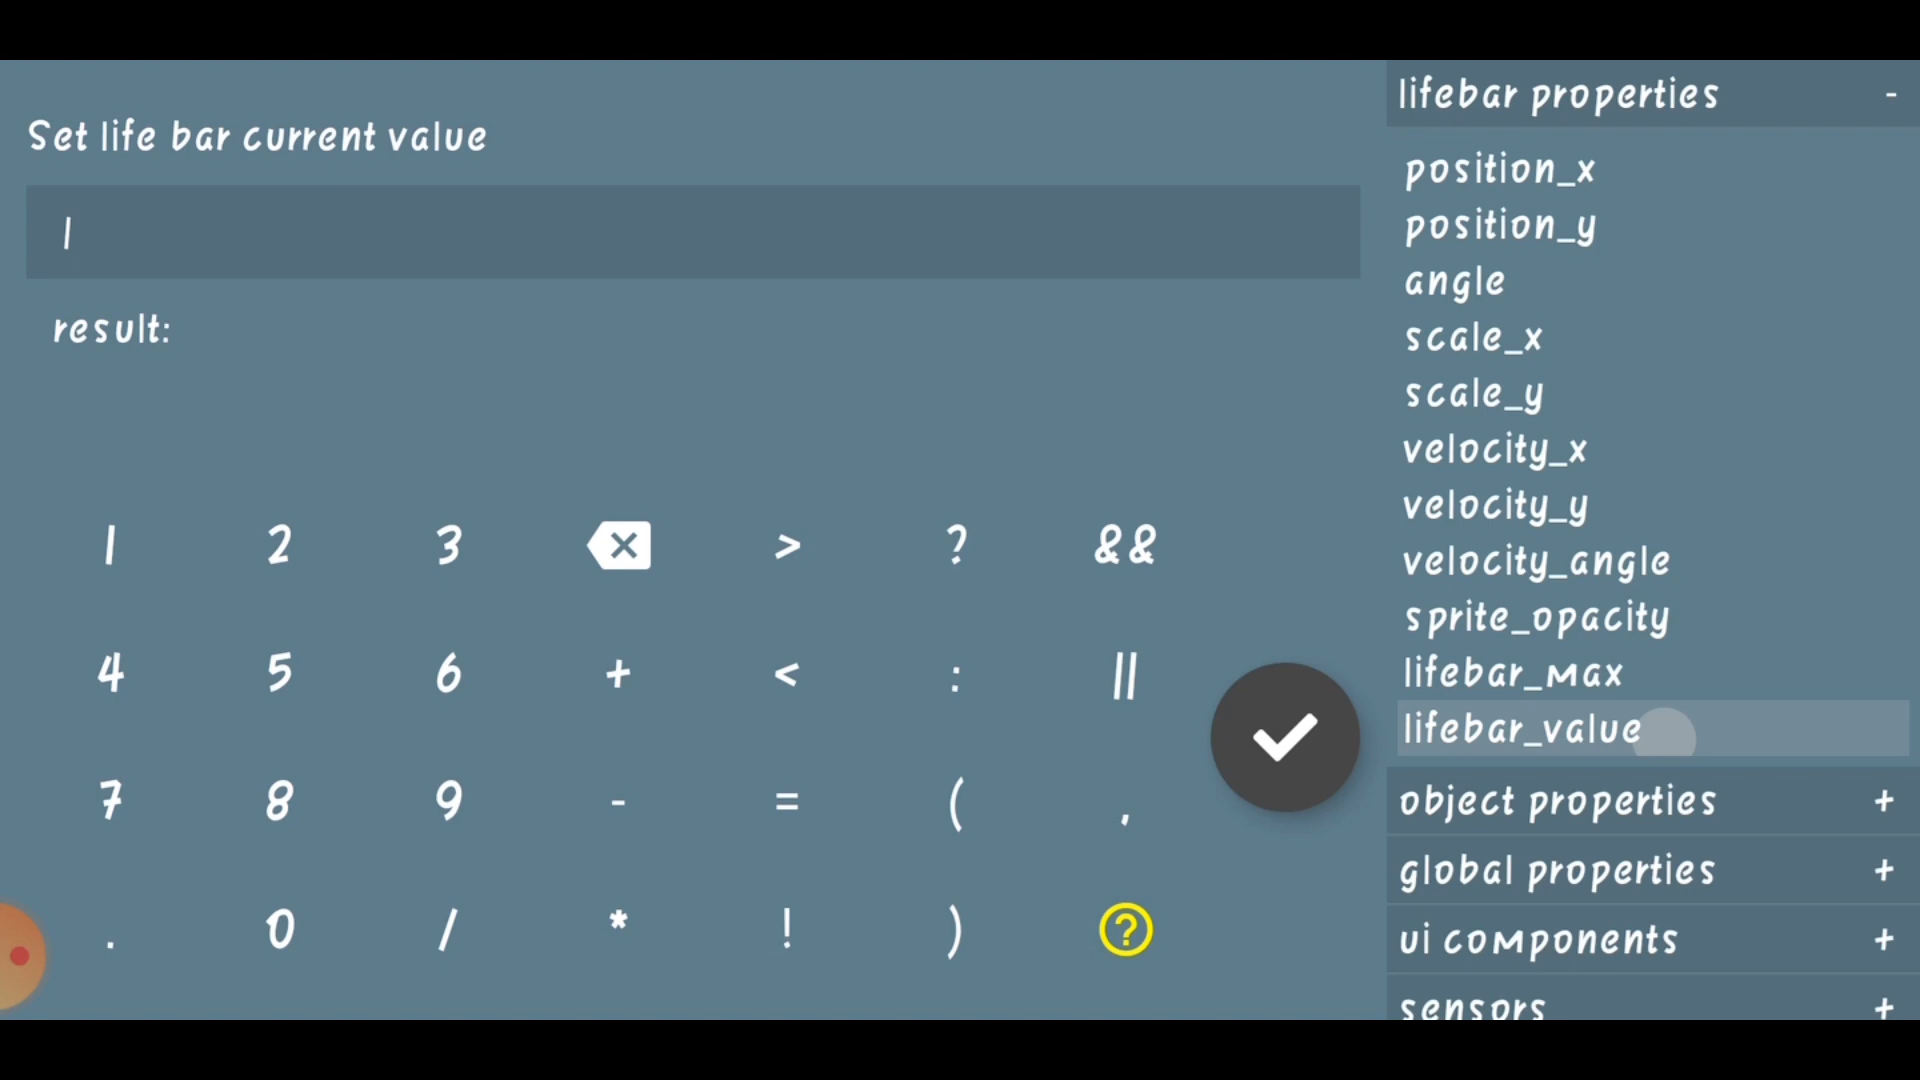 Set life bar current value
result:
1 2 3 > ? &&
4 5 6 + < : ||
7 8 9 - = ( ,
. 0 / * ! ) ?
lifebar properties -
position_x
position_y
angle
scale_x
scale_y
velocity_x
velocity_y
velocity_angle
sprite_opacity
lifebar_max
lifebar_value
object properties +
global properties +
ui components +
sensors +